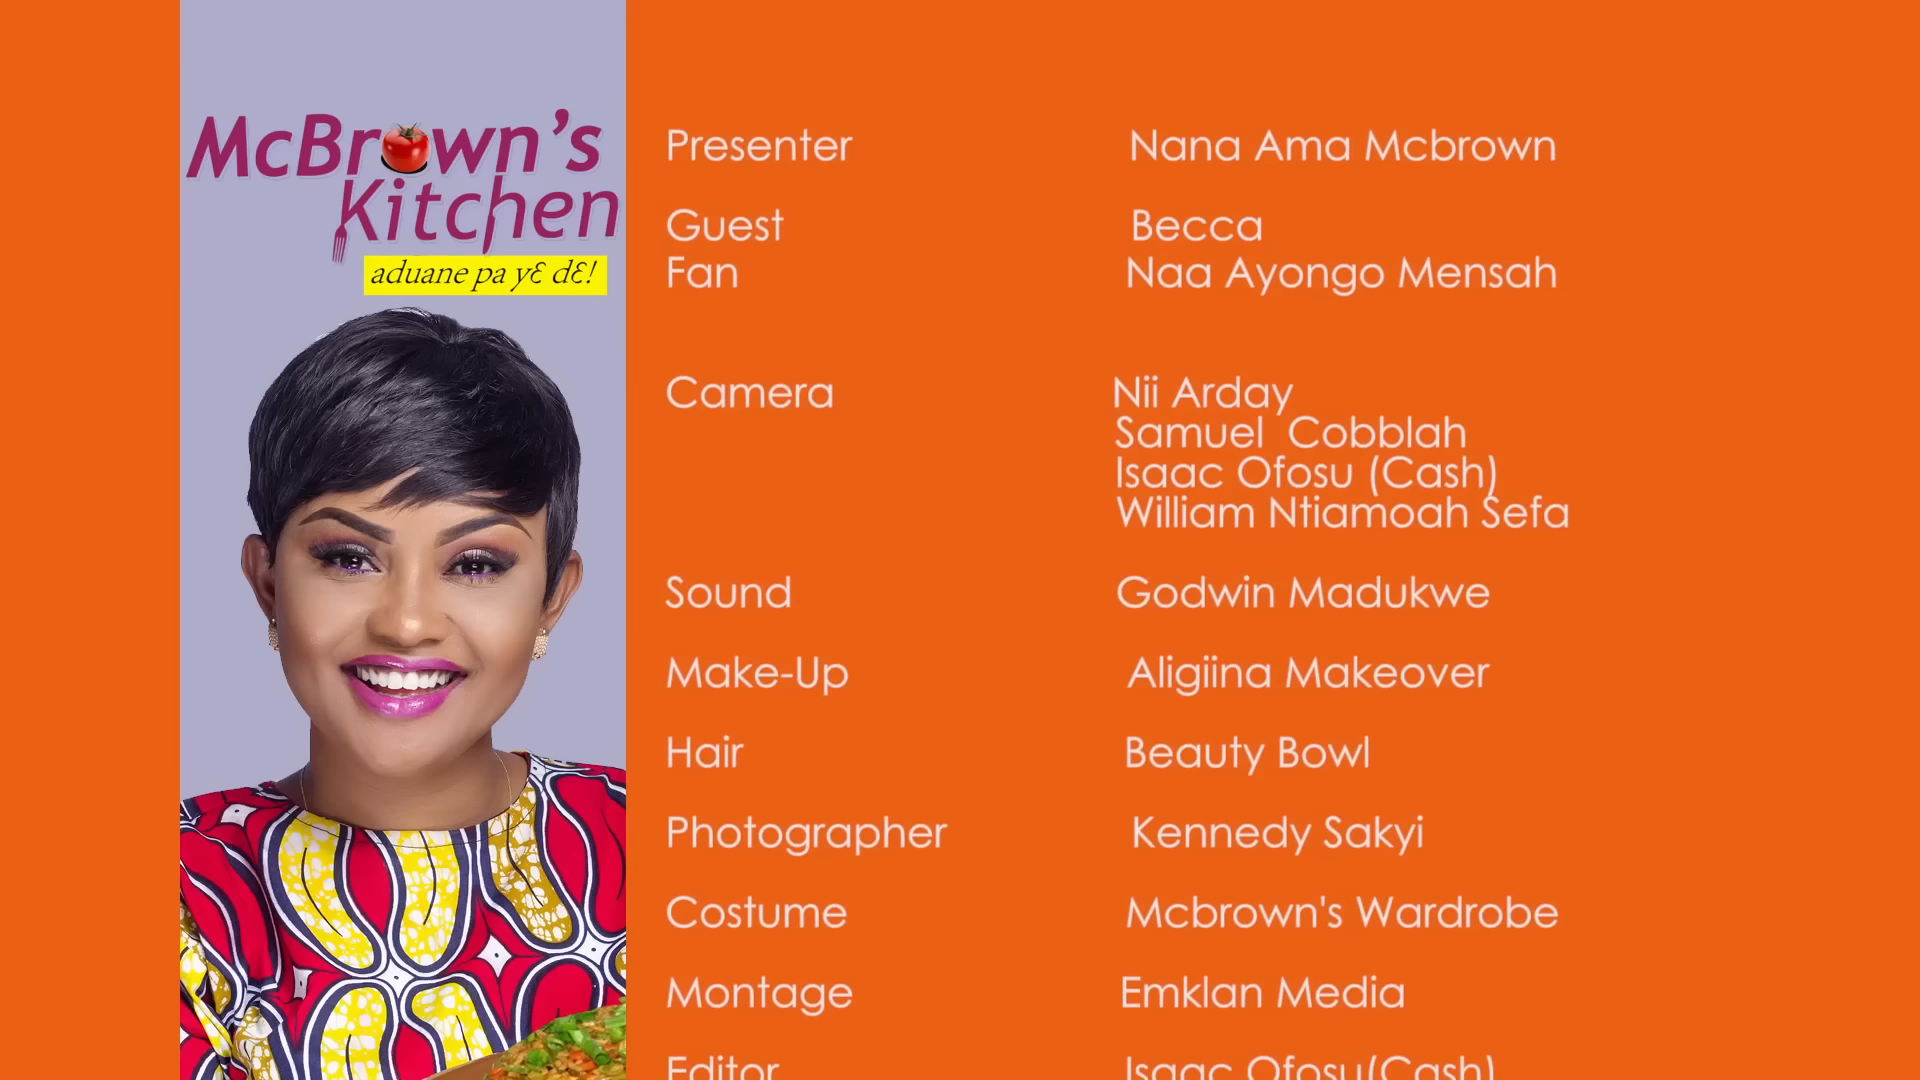 McBrown's
Kitchen
aduane pa yɛ dɛ!
Presenter Nana Ama Mcbrown
Guest Becca
Fan Naa Ayongo Mensah
Camera Nii Arday
Samuel Cobblah
Isaac Ofosu (Cash)
William Ntiamoah Sefa
Sound Godwin Madukwe
Make-Up Aligiina Makeover
Hair Beauty Bowl
Photographer Kennedy Sakyi
Costume Mcbrown's Wardrobe
Montage Emklan Media
Editor Isaac Ofosu(Cash)